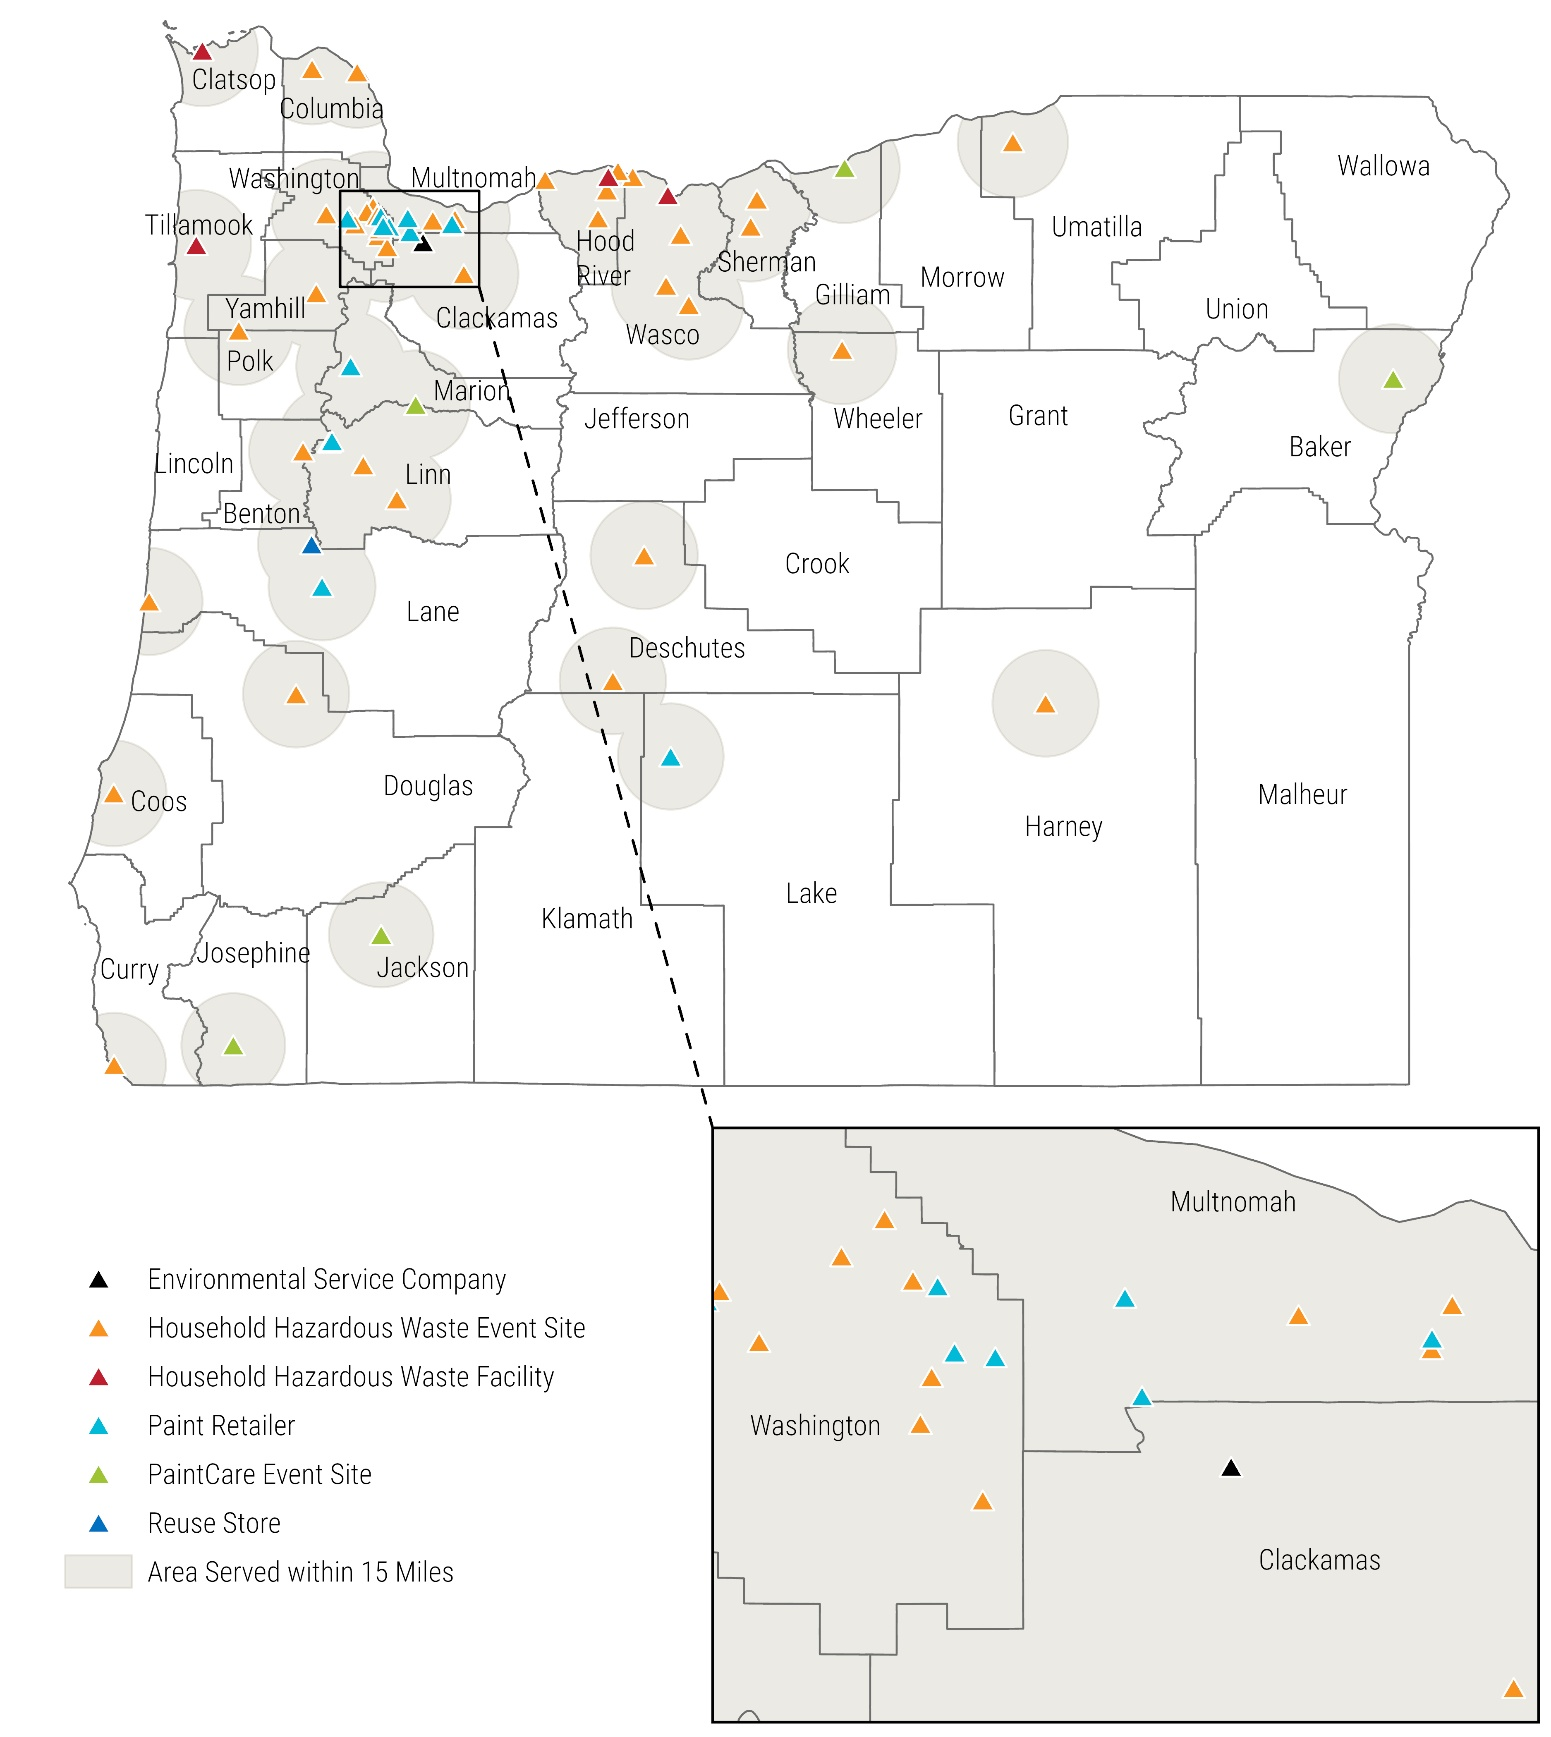 Clatsop
Columbia
Washington
Multnomah
Wallowa
Tillamook
Umatilla
Hood
River
Sherman
Morrow
Gilliam
Union
Yamhill
Clackamas
Wasco
Polk
Marion
Jefferson
Wheeler
Grant
Baker
Lincoln
Linn
Benton
Crook
Lane
Deschutes
Douglas
Coos
Malheur
Harney
Lake
Klamath
Josephine
Curry
Jackson
Multnomah
Washington
Clackamas
Environmental Service Company
Household Hazardous Waste Event Site
Household Hazardous Waste Facility
Paint Retailer
PaintCare Event Site
Reuse Store
Area Served within 15 Miles